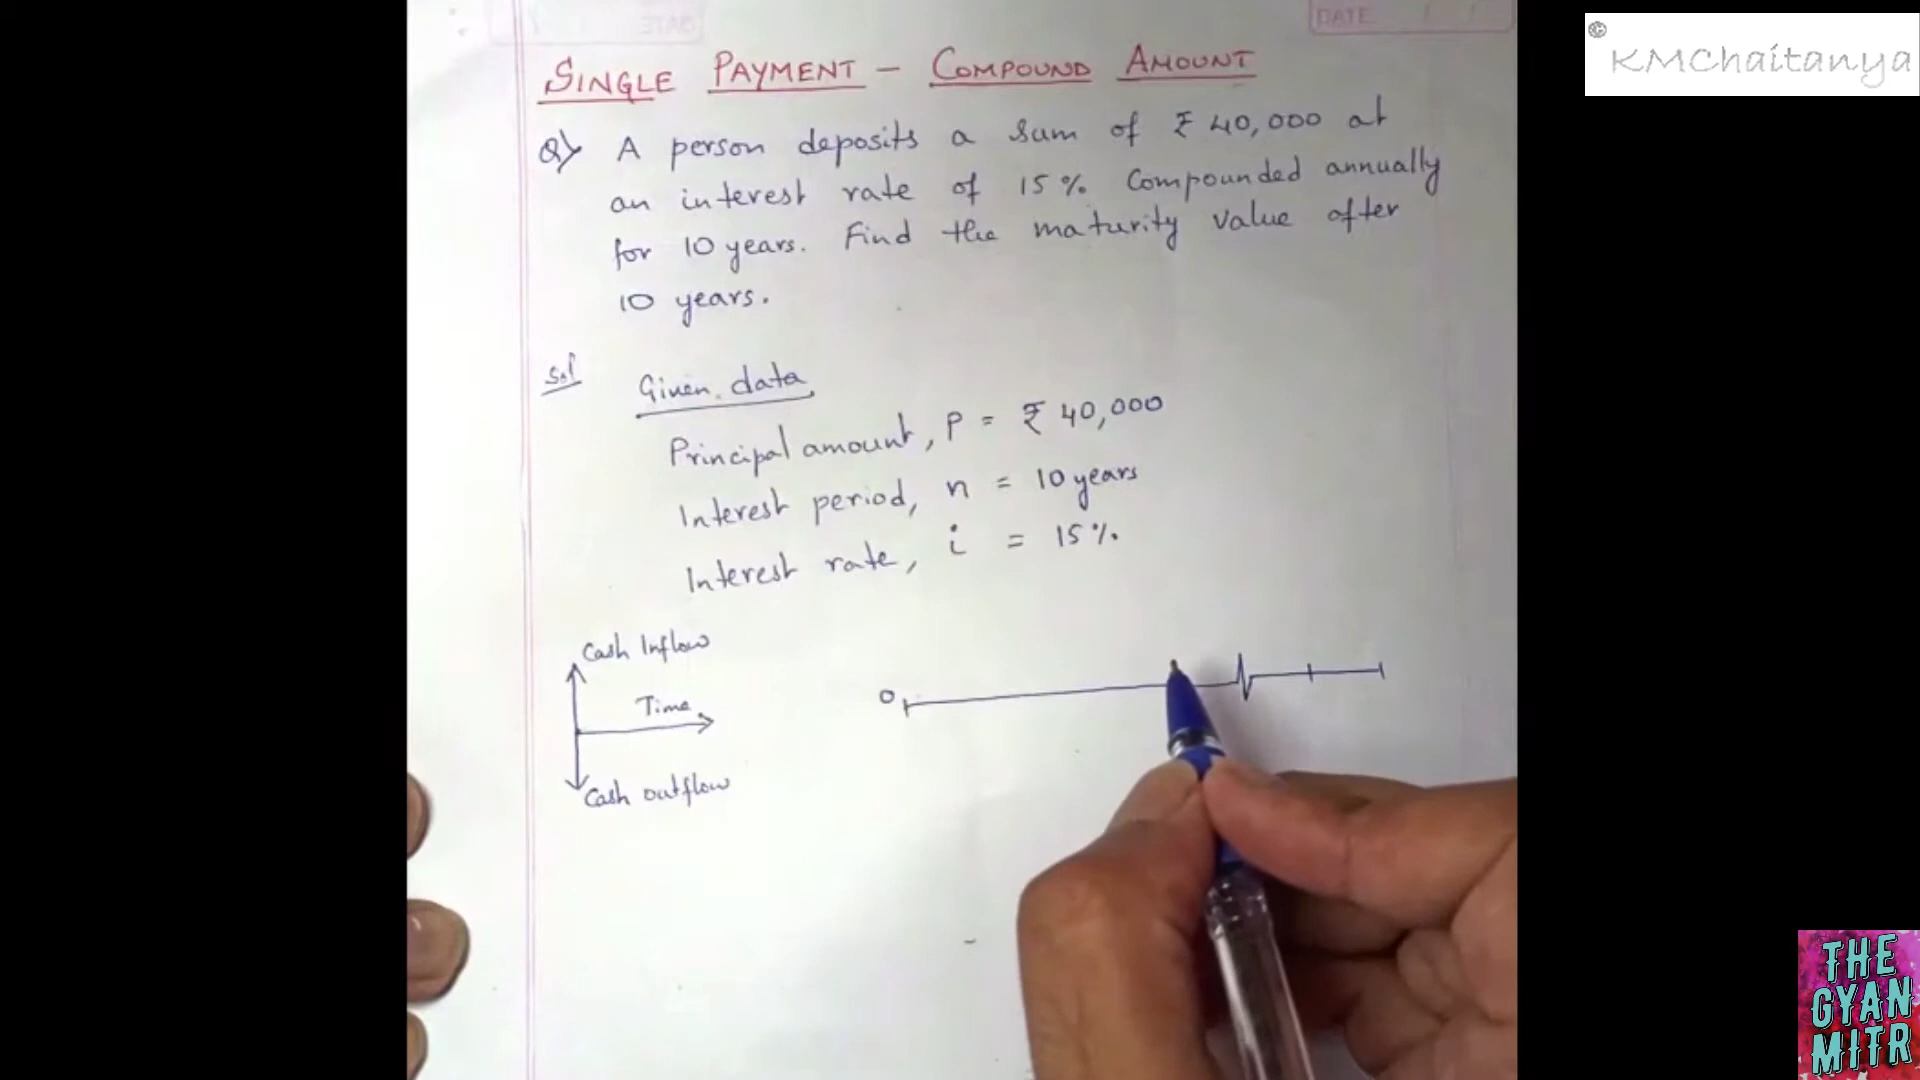 DATE
© KMChaitanya
SINGLE PAYMENT - COMPOUND AMOUNT
Q> A person deposits a sum of ₹ 40,000 at
an interest rate of 15% Compounded annually
for 10 years. Find the maturity value after
10 years.
Sol
Given data
Principal amount, P = ₹ 40,000
Interest period, n = 10 years
Interest rate, i = 15%
Cash Inflow
Time
Cash outflow
0
THE
GYAN
MITR